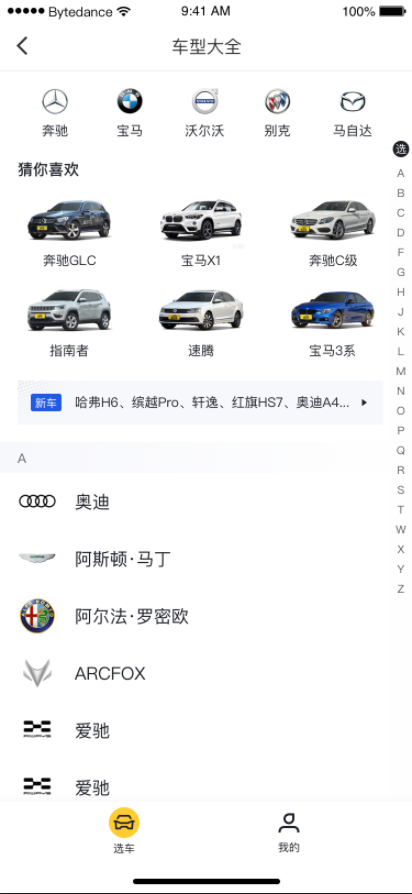 Bytedance 9:41 AM 100%
车型大全
奔驰 宝马 沃尔沃 别克 马自达
选
猜你喜欢
A
B
C
D
F
G
H
J
K
L
M
N
O
P
Q
R
S
T
W
X
Y
Z
奔驰GLC 宝马X1 奔驰C级
指南者 速腾 宝马3系
新车 哈弗H6、缤越Pro、轩逸、红旗HS7、奥迪A4...
A
奥迪
阿斯顿·马丁
阿尔法·罗密欧
ARCFOX
爱驰
爱驰
选车 我的